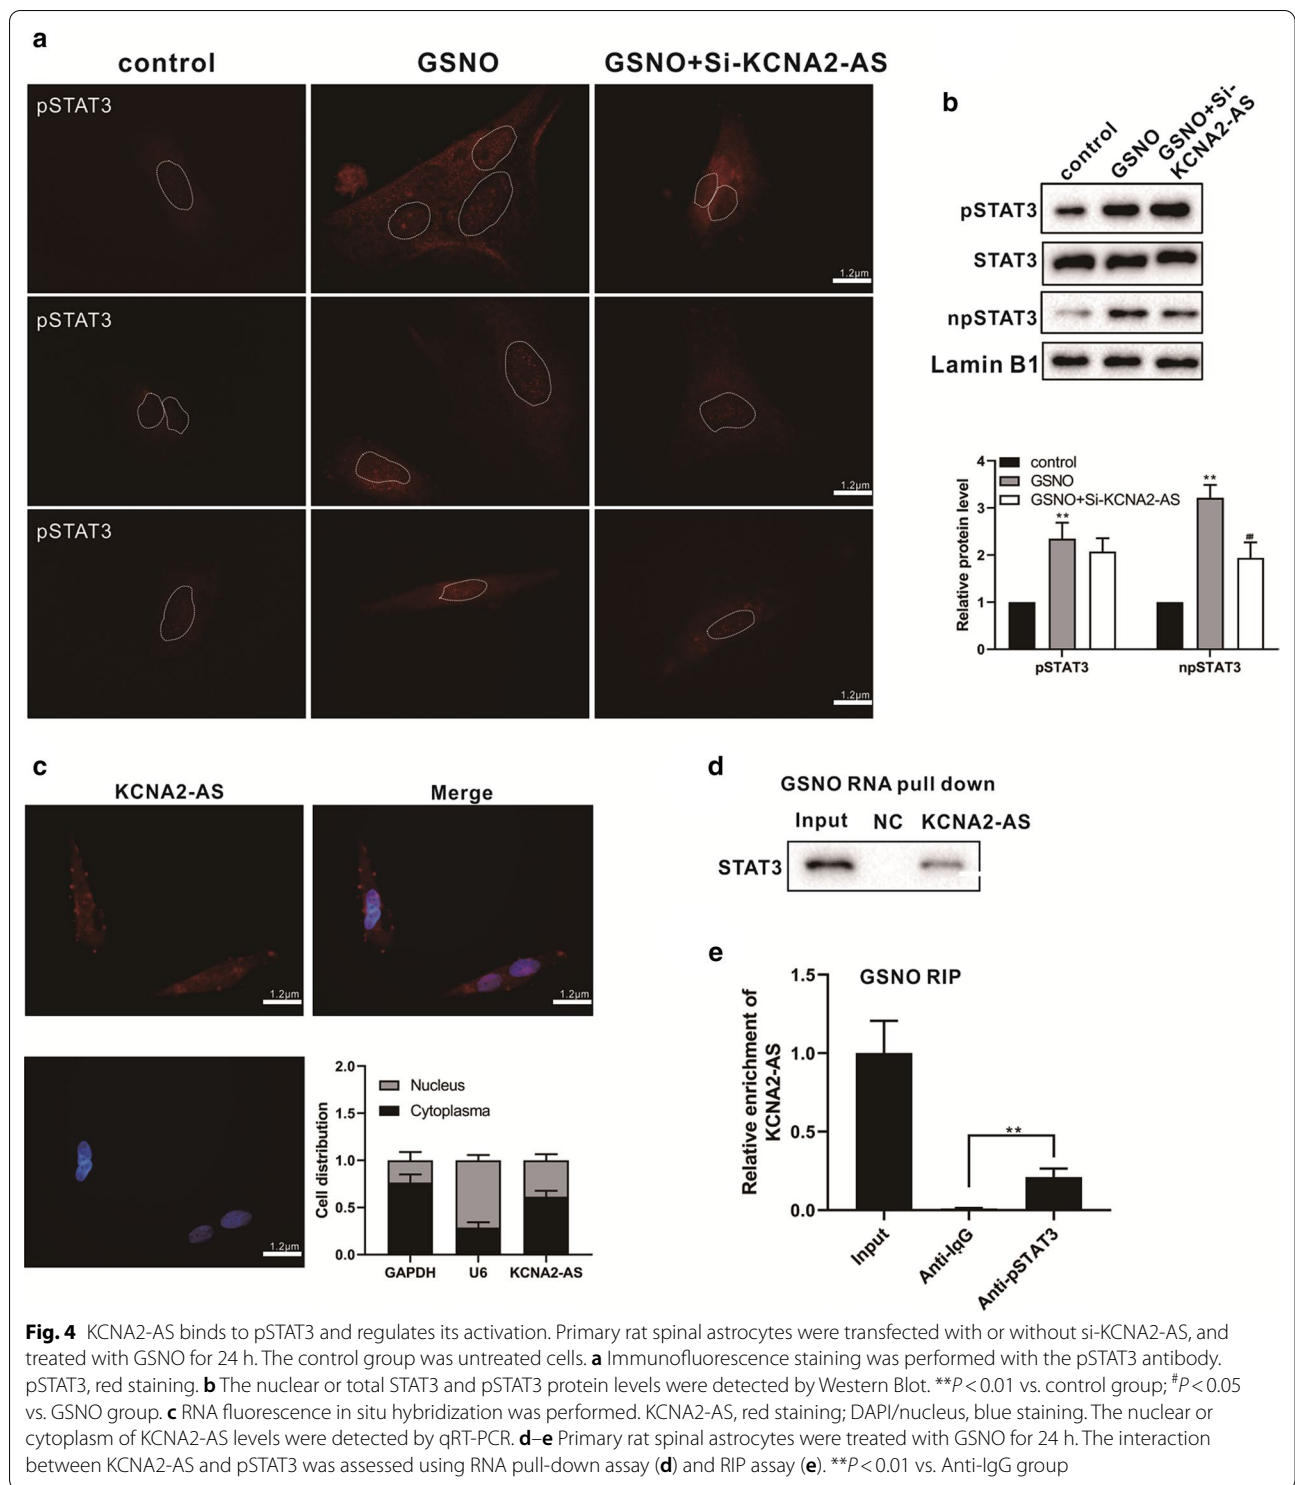 a
control GSNO GSNO+Si-KCNA2-AS
pSTAT3
1.2μm
pSTAT3
1.2μm
pSTAT3
1.2μm
b
control GSNO GSNO+Si-
KCNA2-AS
pSTAT3
STAT3
npSTAT3
Lamin B1
Relative protein level
4
3
2
1
0
control
GSNO
GSNO+Si-KCNA2-AS
**
**
##
pSTAT3 npSTAT3
c
KCNA2-AS Merge
1.2μm 1.2μm
1.2μm
Cell distribution
2.0
1.5
1.0
0.5
0.0
Nucleus
Cytoplasma
GAPDH U6 KCNA2-AS
d
GSNO RNA pull down
Input NC KCNA2-AS
STAT3
e
GSNO RIP
Relative enrichment of
KCNA2-AS
1.5
1.0
0.5
0.0
**
Input Anti-IgG Anti-pSTAT3
Fig. 4 KCNA2-AS binds to pSTAT3 and regulates its activation. Primary rat spinal astrocytes were transfected with or without si-KCNA2-AS, and
treated with GSNO for 24 h. The control group was untreated cells. a Immunofluorescence staining was performed with the pSTAT3 antibody.
pSTAT3, red staining. b The nuclear or total STAT3 and pSTAT3 protein levels were detected by Western Blot. **P < 0.01 vs. control group; #P < 0.05
vs. GSNO group. c RNA fluorescence in situ hybridization was performed. KCNA2-AS, red staining; DAPI/nucleus, blue staining. The nuclear or
cytoplasm of KCNA2-AS levels were detected by qRT-PCR. d–e Primary rat spinal astrocytes were treated with GSNO for 24 h. The interaction
between KCNA2-AS and pSTAT3 was assessed using RNA pull-down assay (d) and RIP assay (e). **P < 0.01 vs. Anti-IgG group